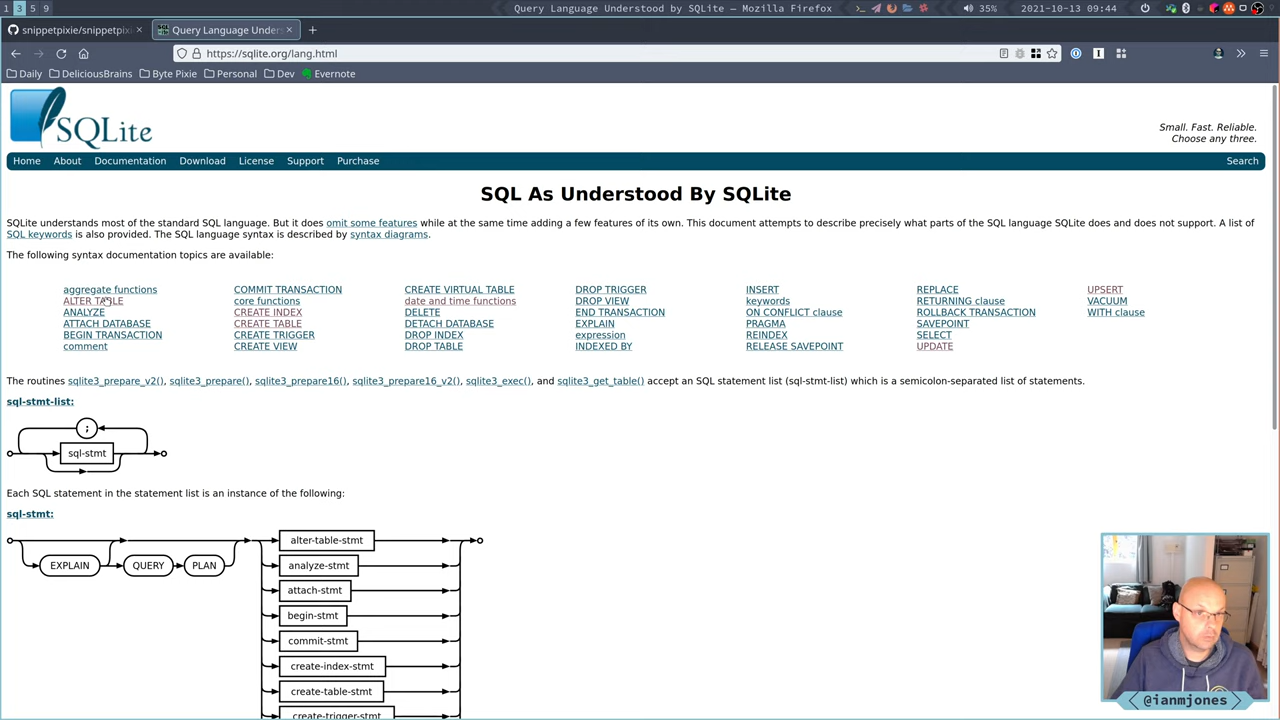 1 3 5 9
Query Language Understood by SQLite — Mozilla Firefox
35%
2021-10-13 09:44
snippetpixie/snippetpixi
Query Language Unders
https://sqlite.org/lang.html
Daily
DeliciousBrains
Byte Pixie
Personal
Dev
Evernote
SQLite
Small. Fast. Reliable.
Choose any three.
Home About Documentation Download License Support Purchase Search
SQL As Understood By SQLite
SQLite understands most of the standard SQL language. But it does omit some features while at the same time adding a few features of its own. This document attempts to describe precisely what parts of the SQL language SQLite does and does not support. A list of
SQL keywords is also provided. The SQL language syntax is described by syntax diagrams.
The following syntax documentation topics are available:
aggregate functions COMMIT TRANSACTION CREATE VIRTUAL TABLE DROP TRIGGER INSERT REPLACE UPSERT
ALTER TABLE core functions date and time functions DROP VIEW keywords RETURNING clause VACUUM
ANALYZE CREATE INDEX DELETE END TRANSACTION ON CONFLICT clause ROLLBACK TRANSACTION WITH clause
ATTACH DATABASE CREATE TABLE DETACH DATABASE EXPLAIN PRAGMA SAVEPOINT
BEGIN TRANSACTION CREATE TRIGGER DROP INDEX expression REINDEX SELECT
comment CREATE VIEW DROP TABLE INDEXED BY RELEASE SAVEPOINT UPDATE
The routines sqlite3_prepare_v2(), sqlite3_prepare(), sqlite3_prepare16(), sqlite3_prepare16_v2(), sqlite3_exec(), and sqlite3_get_table() accept an SQL statement list (sql-stmt-list) which is a semicolon-separated list of statements.
sql-stmt-list:
;
sql-stmt
Each SQL statement in the statement list is an instance of the following:
sql-stmt:
alter-table-stmt
EXPLAIN QUERY PLAN analyze-stmt
attach-stmt
begin-stmt
commit-stmt
create-index-stmt
create-table-stmt
create-trigger-stmt
@ianmjones